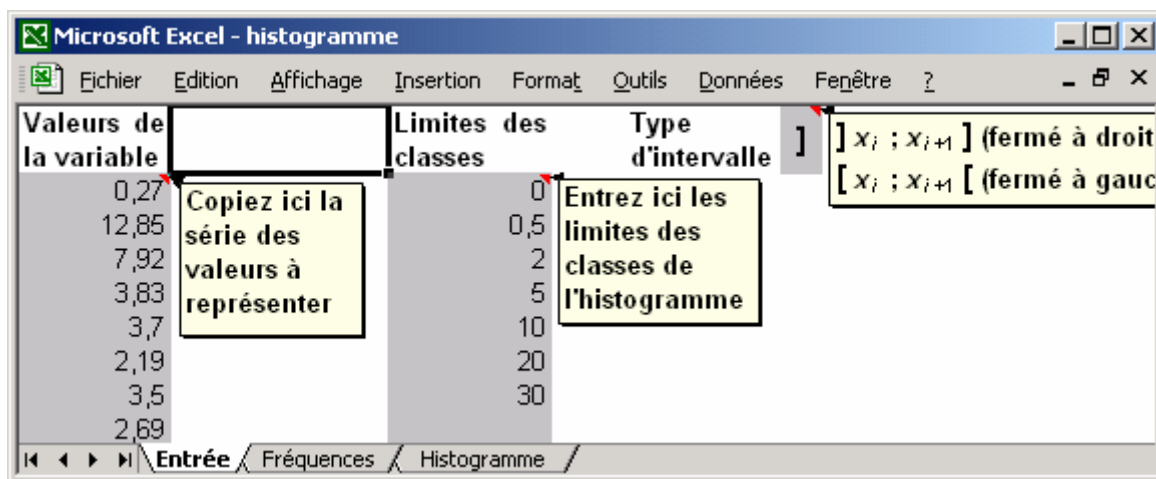 Microsoft Excel - histogramme
Fichier Edition Affichage Insertion Format Outils Données Fenêtre ?
Valeurs de la variable
Limites des classes
Type d'intervalle
]
] xi ; xi+1 ] (fermé à droit
[ xi ; xi+1 [ (fermé à gauc
0,27
12,85
7,92
3,83
3,7
2,19
3,5
2,69
Copiez ici la
série des
valeurs à
représenter
0
0,5
2
5
10
20
30
Entrez ici les
limites des
classes de
l'histogramme
Entrée Fréquences Histogramme